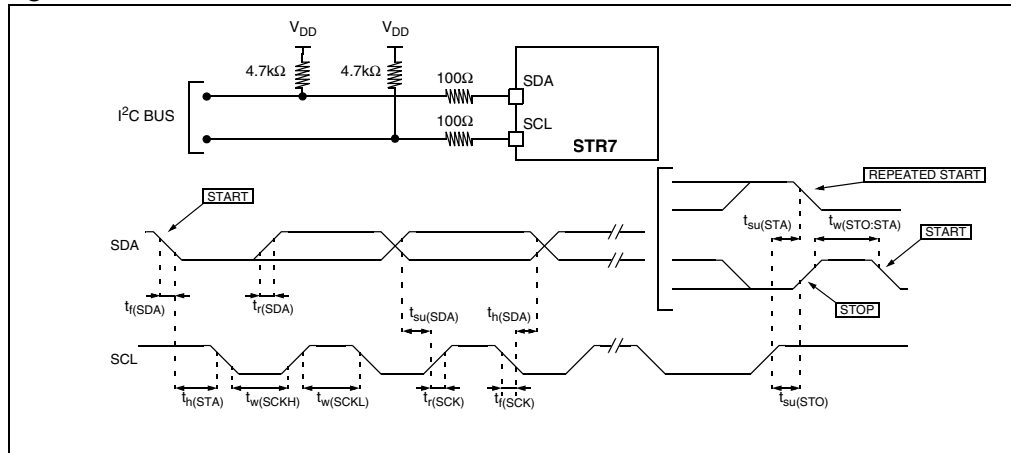 VDD VDD
4.7kΩ 4.7kΩ
100Ω
100Ω
SDA
SCL
STR7
I²C BUS
REPEATED START
START
tsu(STA)
tw(STO:STA)
START
SDA
STOP
tf(SDA)
tr(SDA)
tsu(SDA)
th(SDA)
SCL
th(STA)
tw(SCKH)
tw(SCKL)
tr(SCK)
tf(SCK)
tsu(STO)